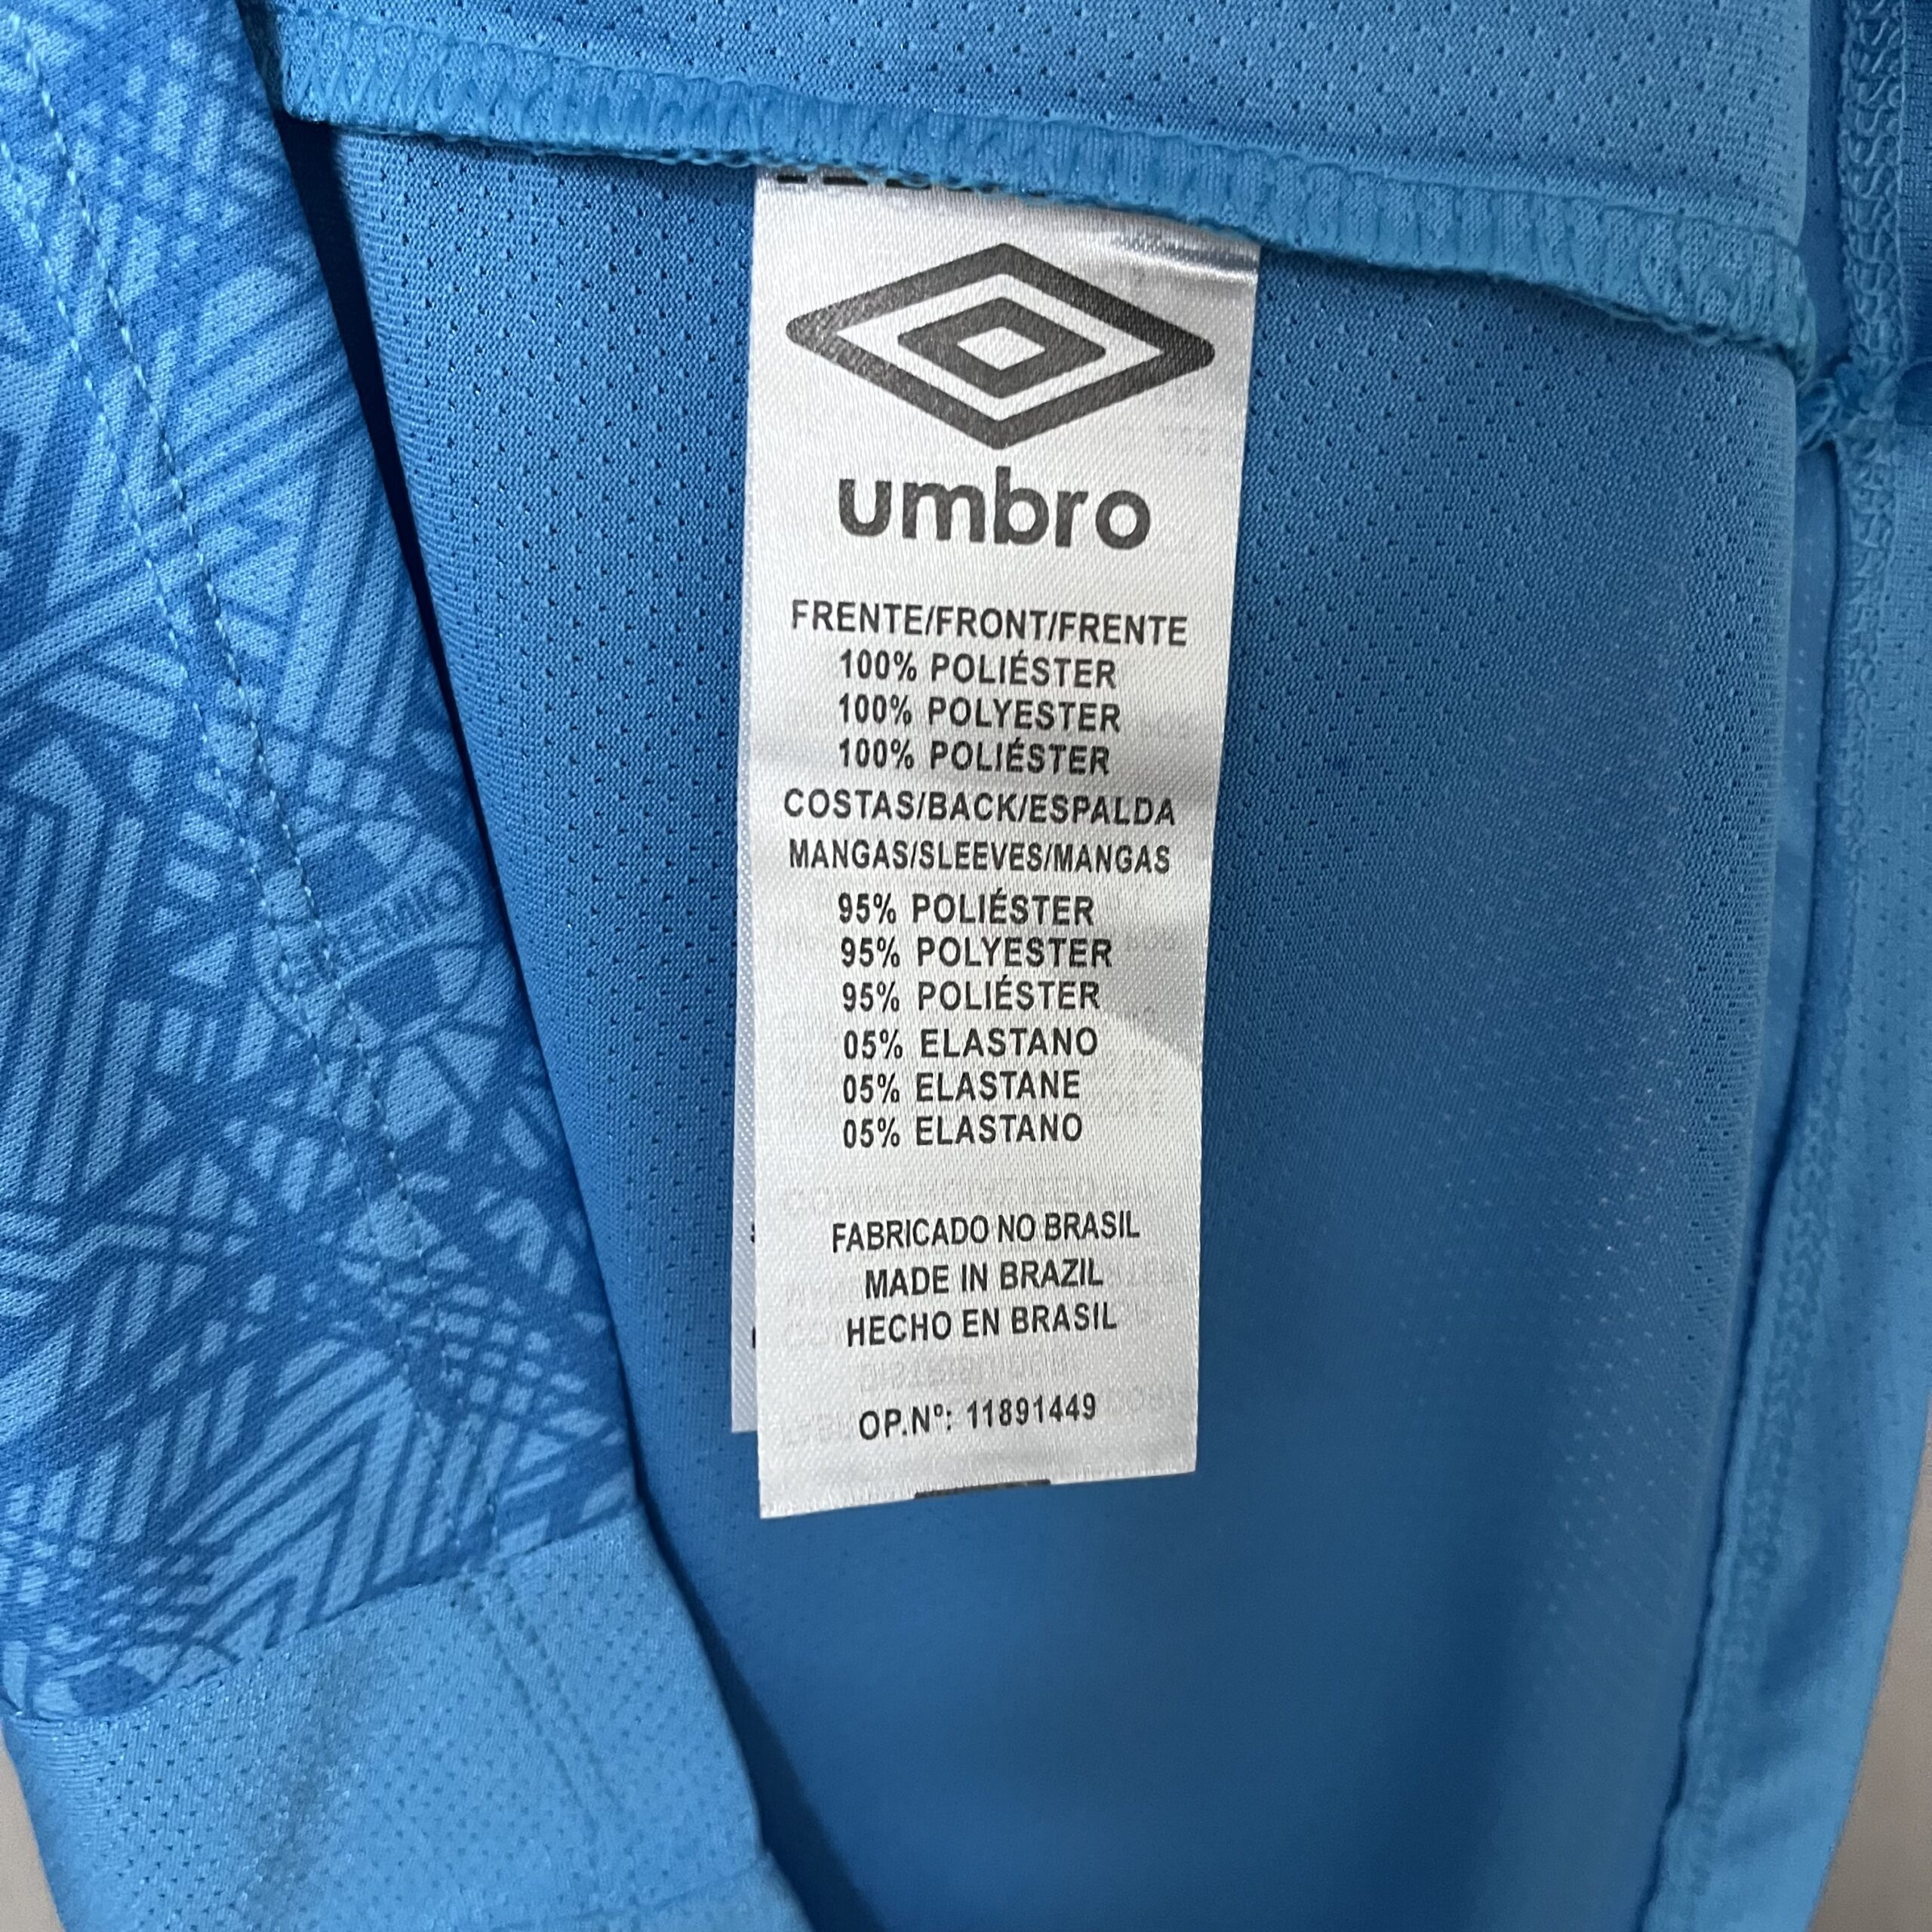 umbro
FRENTE/FRONT/FRENTE
100% POLIÉSTER
100% POLYESTER
100% POLIÉSTER
COSTAS/BACK/ESPALDA
MANGAS/SLEEVES/MANGAS
95% POLIÉSTER
95% POLYESTER
95% POLIÉSTER
05% ELASTANO
05% ELASTANE
05% ELASTANO
FABRICADO NO BRASIL
MADE IN BRAZIL
HECHO EN BRASIL
OP.Nº: 11891449